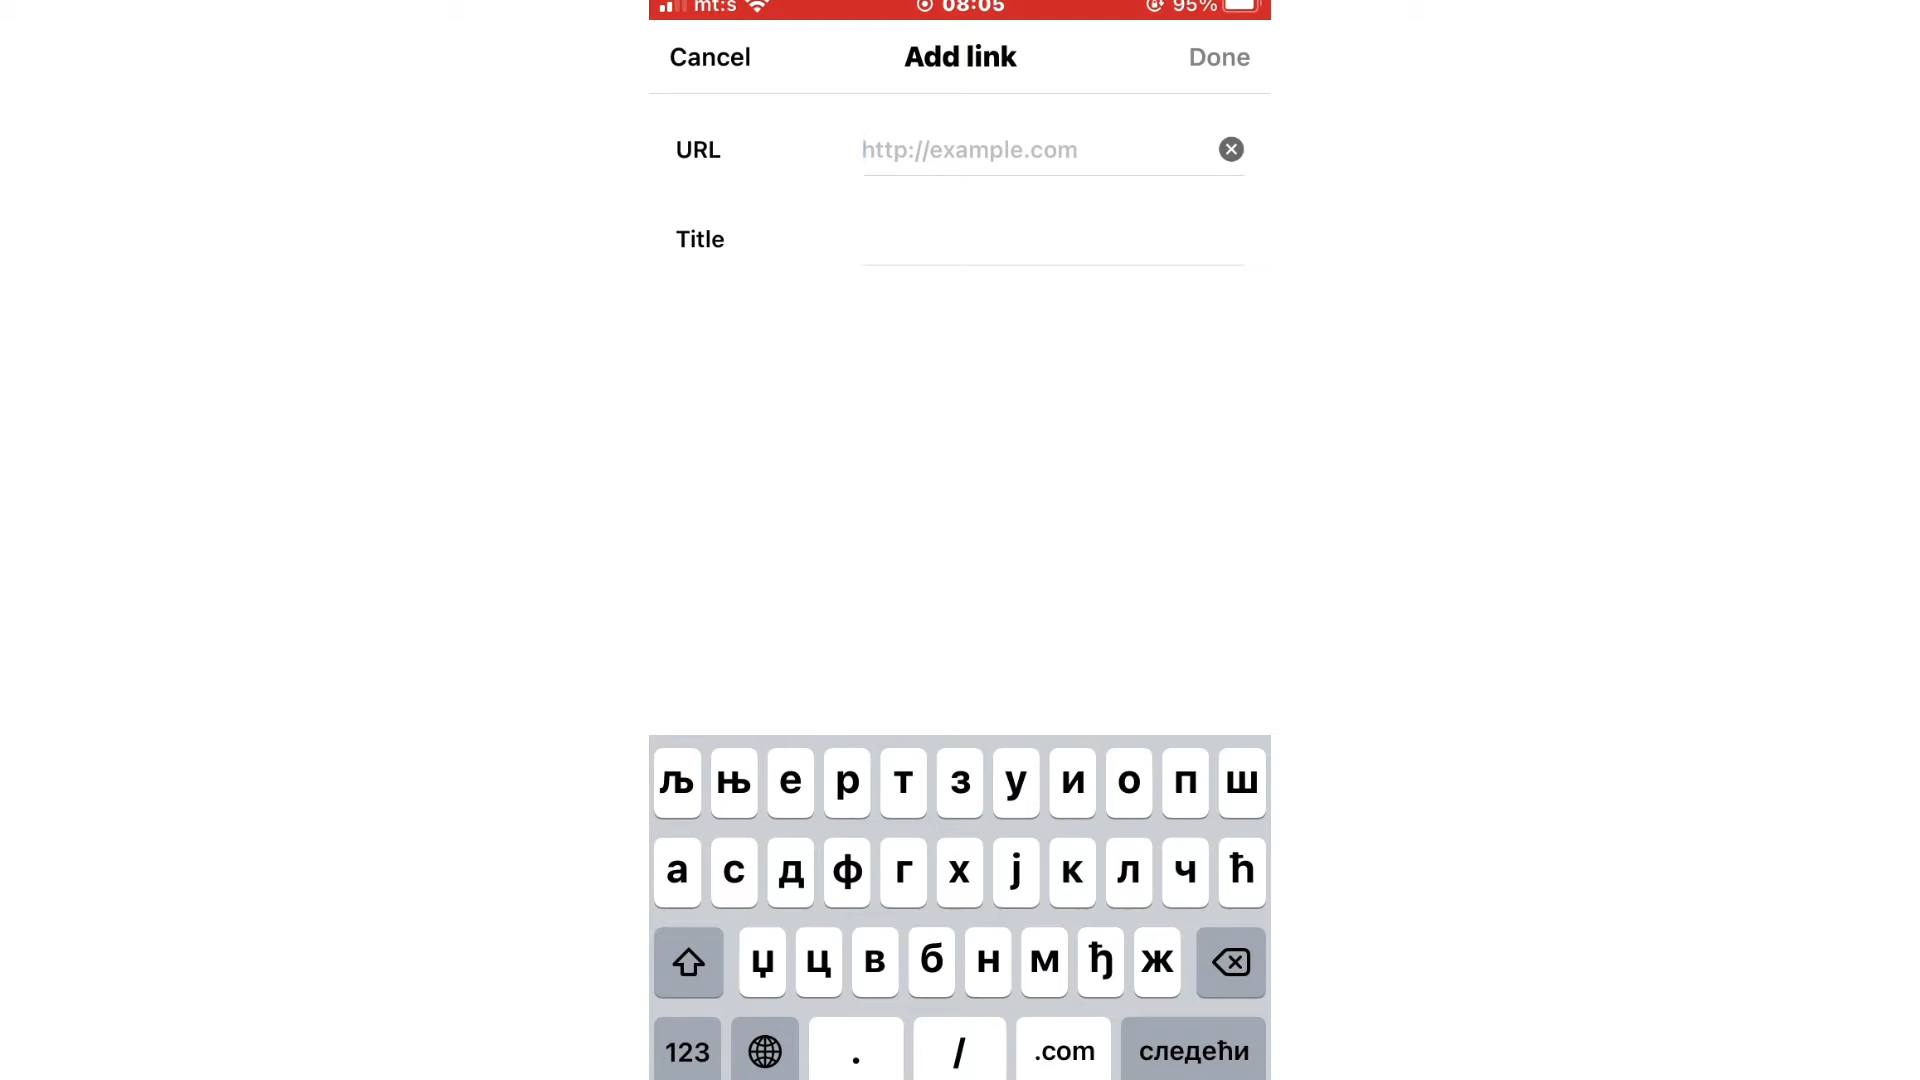 mt:s 08:05 95%
Cancel Add link Done
URL http://example.com
Title
љ њ е р т з у и о п ш
а с д ф г х ј к л ч ћ
џ ц в б н м ђ ж
123 . / .com следећи